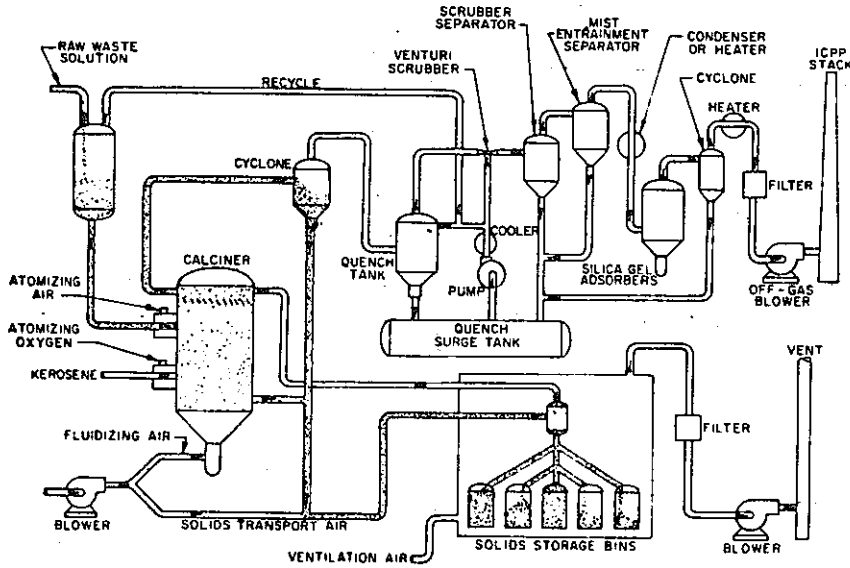 RAW WASTE
SOLUTION
RECYCLE
VENTURI
SCRUBBER
SCRUBBER
SEPARATOR
MIST
ENTRAINMENT
SEPARATOR
CONDENSER
OR HEATER
CYCLONE
HEATER
ICPP
STACK
CYCLONE
FILTER
COOLER
CALCINER
QUENCH
TANK
PUMP
SILICA GEL
ADSORBERS
OFF-GAS
BLOWER
ATOMIZING
AIR
ATOMIZING
OXYGEN
KEROSENE
QUENCH
SURGE TANK
VENT
FILTER
FLUIDIZING AIR
BLOWER
SOLIDS TRANSPORT AIR
VENTILATION AIR
SOLIDS STORAGE BINS
BLOWER